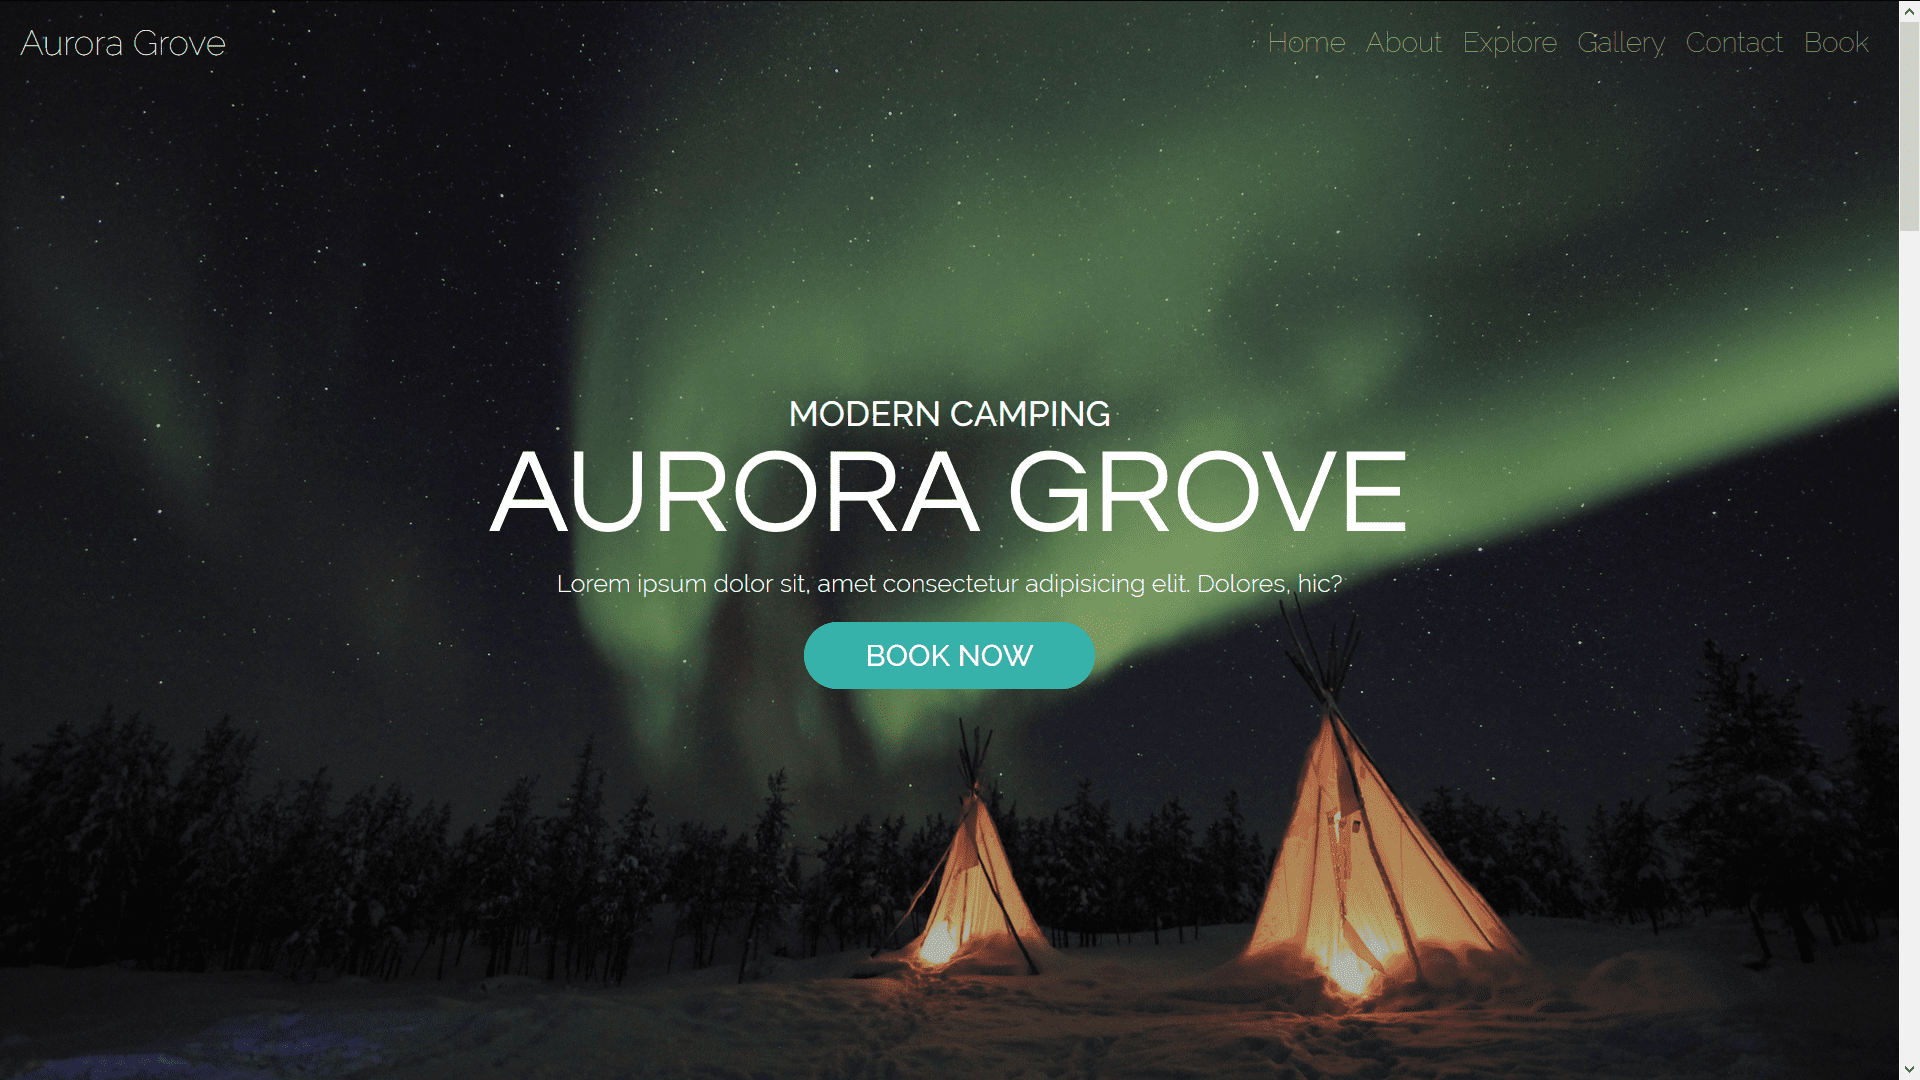 Aurora Grove
Home About Explore Gallery Contact Book
MODERN CAMPING
AURORA GROVE
Lorem ipsum dolor sit, amet consectetur adipisicing elit. Dolores, hic?
BOOK NOW